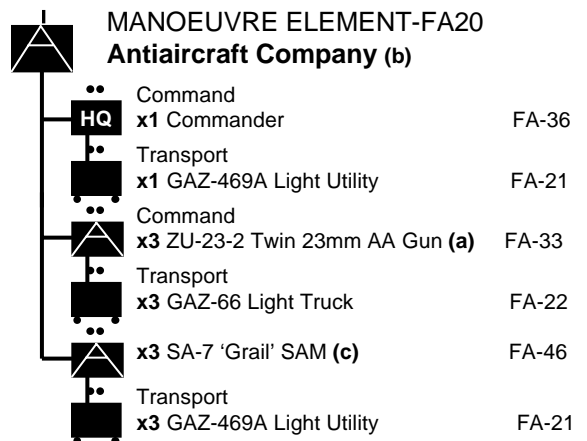 MANOEUVRE ELEMENT-FA20
Antiaircraft Company (b)
Command
HQ x1 Commander FA-36
Transport
x1 GAZ-469A Light Utility FA-21
Command
x3 ZU-23-2 Twin 23mm AA Gun (a) FA-33
Transport
x3 GAZ-66 Light Truck FA-22
x3 SA-7 ‘Grail’ SAM (c) FA-46
Transport
x3 GAZ-469A Light Utility FA-21